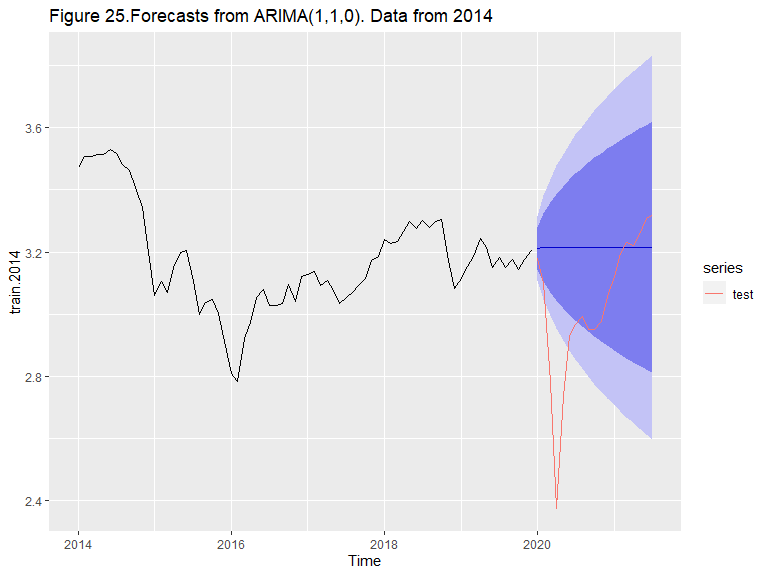 Figure 25.Forecasts from ARIMA(1,1,0). Data from 2014
3.6
3.2
2.8
2.4
train.2014
2014
2016
2018
2020
Time
series
test